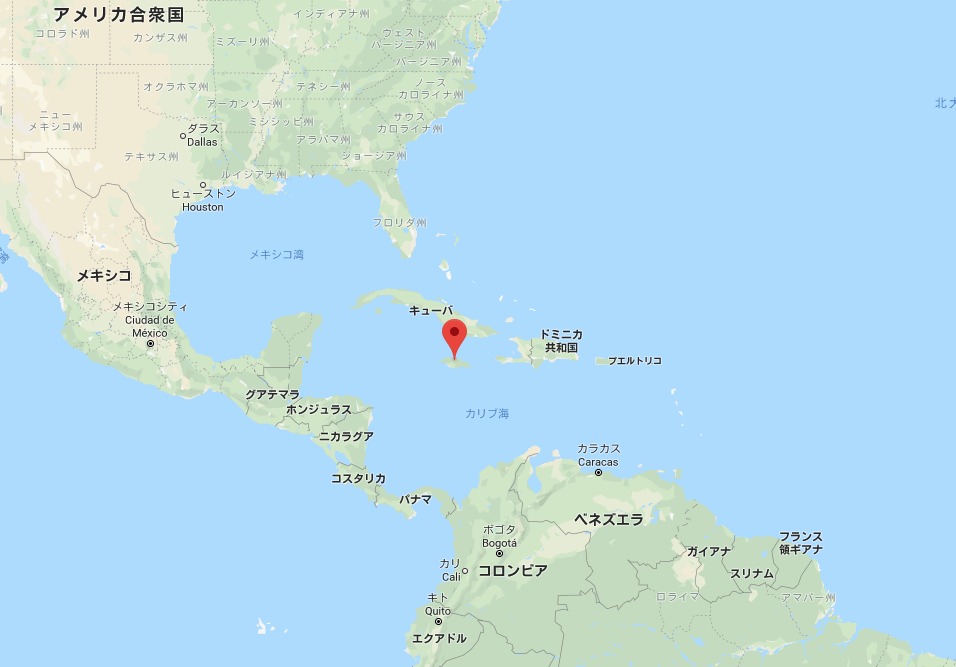 アメリカ合衆国
コロラド州
カンザス州
ミズーリ州
インディアナ州
ウェスト
バージニア州
バージニア州
オクラホマ州
テネシー州
ノース
カロライナ州
アーカンソー州
ニュー
メキシコ州
ミシシッピ州
サウス
カロライナ州
ダラス
Dallas
アラバマ州
テキサス州
ジョージア州
ルイジアナ州
ヒューストン
Houston
フロリダ州
北大
メキシコ湾
湾
メキシコ
メキシコシティ
Ciudad de
México
キューバ
ドミニカ
共和国
プエルトリコ
グアテマラ
ホンジュラス
カリブ海
ニカラグア
コスタリカ
パナマ
カラカス
Caracas
ベネズエラ
ボゴタ
Bogotá
ガイアナ
フランス
領ギアナ
スリナム
カリ
Cali
コロンビア
ロライマ
アマパー州
キト
Quito
エクアドル